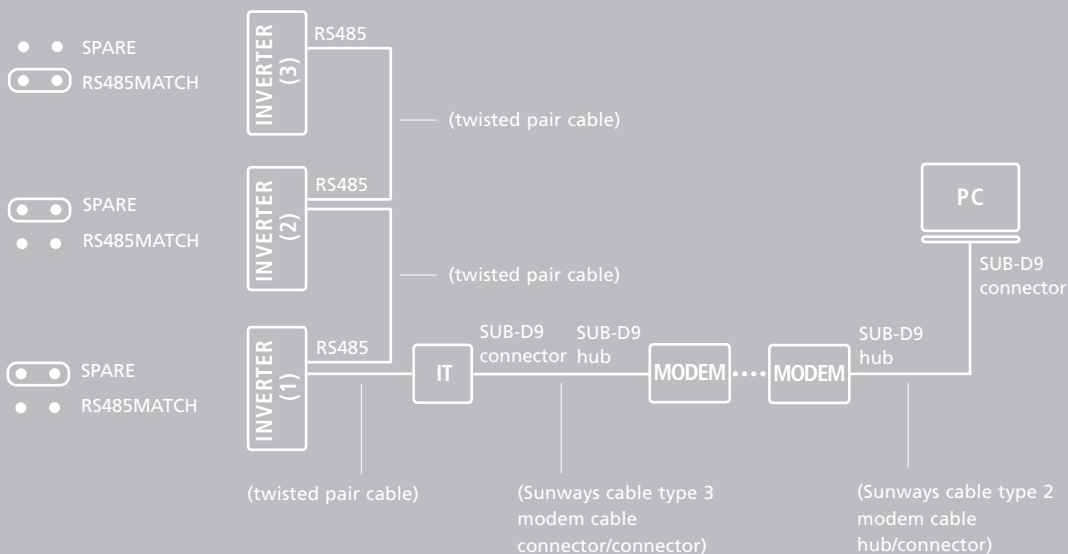 SPARE
RS485MATCH
INVERTER
(3)
RS485
(twisted pair cable)
SPARE
RS485MATCH
INVERTER
(2)
RS485
(twisted pair cable)
PC
SUB-D9
connector
SPARE
RS485MATCH
INVERTER
(1)
RS485
IT
SUB-D9
connector
SUB-D9
hub
MODEM
MODEM
SUB-D9
hub
(twisted pair cable)
(Sunways cable type 3
modem cable
connector/connector)
(Sunways cable type 2
modem cable
hub/connector)